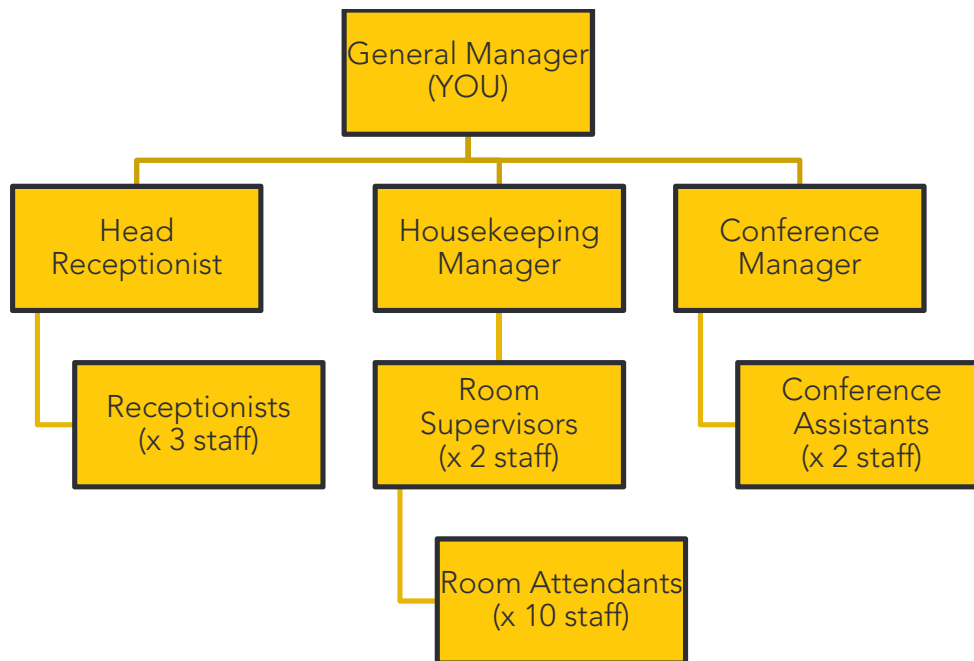 General Manager
(YOU)
Head
Receptionist
Housekeeping
Manager
Conference
Manager
Receptionists
(x 3 staff)
Room
Supervisors
(x 2 staff)
Conference
Assistants
(x 2 staff)
Room Attendants
(x 10 staff)